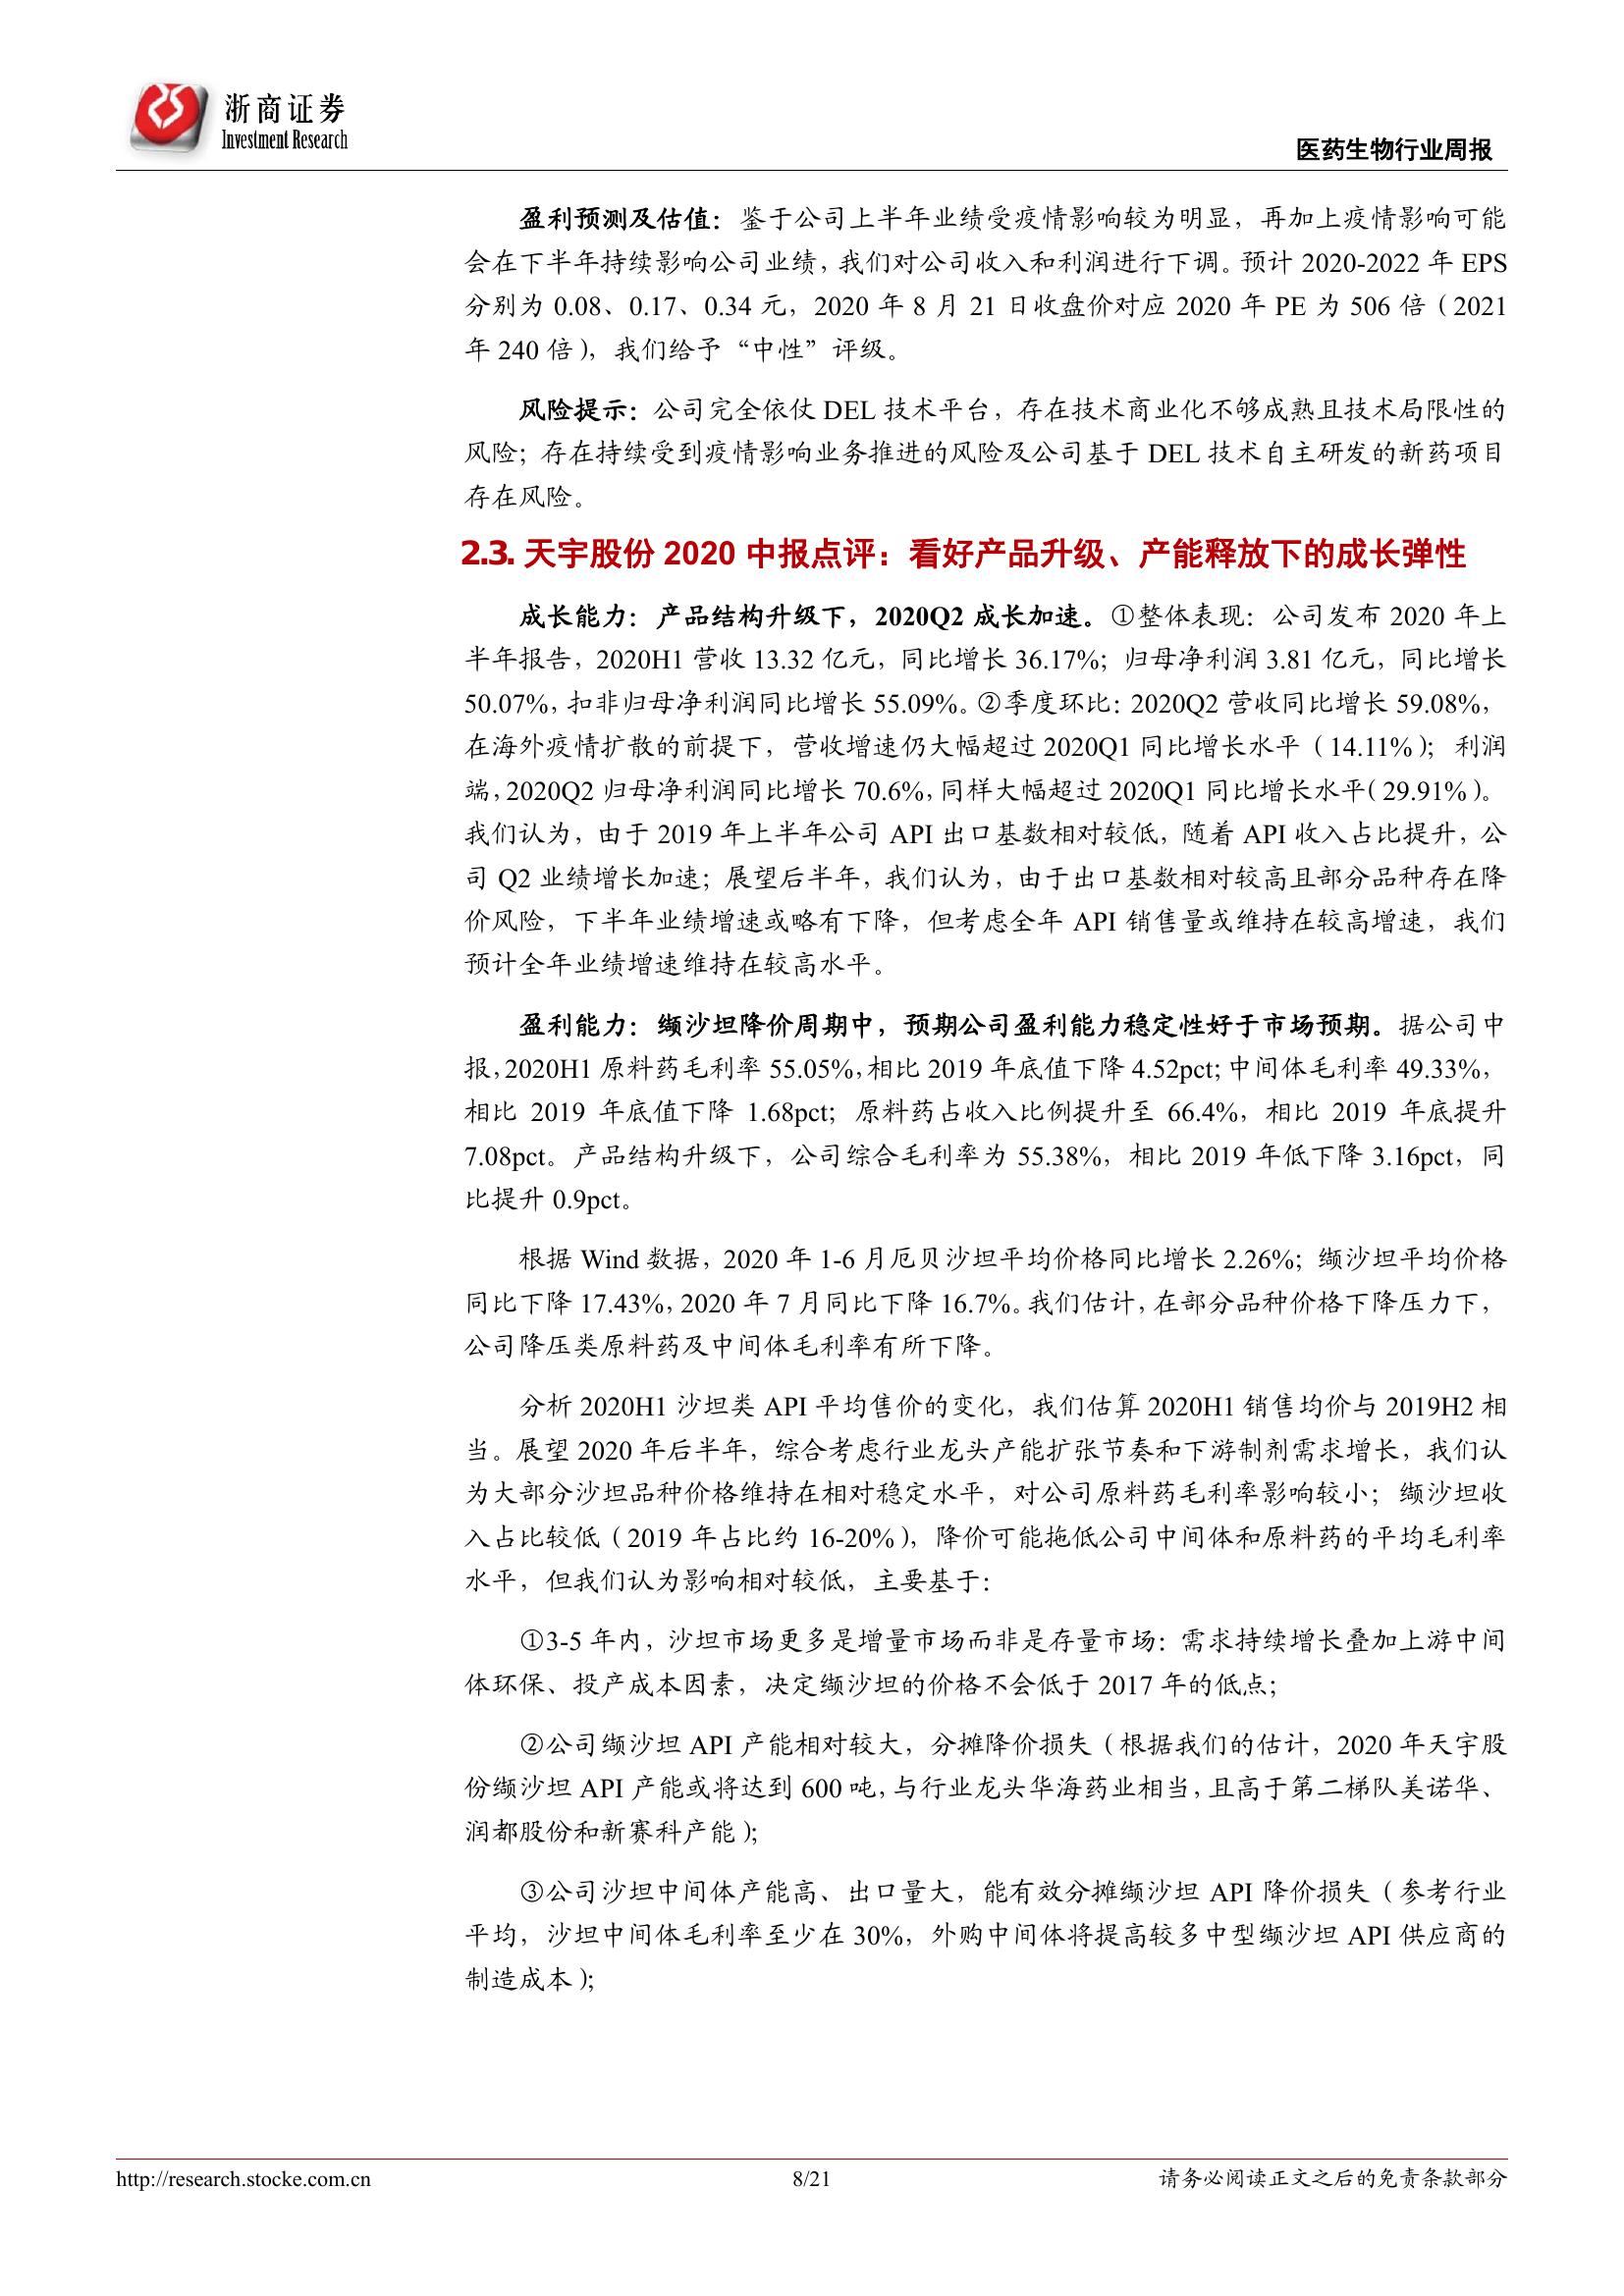 浙商证券
Investment Research
医药生物行业周报
盈利预测及估值：鉴于公司上半年业绩受疫情影响较为明显，再加上疫情影响可能
会在下半年持续影响公司业绩，我们对公司收入和利润进行下调。预计 2020-2022 年 EPS
分别为 0.08、0.17、0.34 元，2020 年 8 月 21 日收盘价对应 2020 年 PE 为 506 倍（2021
年 240 倍），我们给予“中性”评级。
风险提示：公司完全依仗 DEL 技术平台，存在技术商业化不够成熟且技术局限性的
风险；存在持续受到疫情影响业务推进的风险及公司基于 DEL 技术自主研发的新药项目
存在风险。
2.3. 天宇股份 2020 中报点评：看好产品升级、产能释放下的成长弹性
成长能力：产品结构升级下，2020Q2 成长加速。①整体表现：公司发布 2020 年上
半年报告，2020H1 营收 13.32 亿元，同比增长 36.17%；归母净利润 3.81 亿元，同比增长
50.07%，扣非归母净利润同比增长 55.09%。②季度环比：2020Q2 营收同比增长 59.08%，
在海外疫情扩散的前提下，营收增速仍大幅超过 2020Q1 同比增长水平（14.11%）；利润
端，2020Q2 归母净利润同比增长 70.6%，同样大幅超过 2020Q1 同比增长水平（29.91%）。
我们认为，由于 2019 年上半年公司 API 出口基数相对较低，随着 API 收入占比提升，公
司 Q2 业绩增长加速；展望后半年，我们认为，由于出口基数相对较高且部分品种存在降
价风险，下半年业绩增速或略有下降，但考虑全年 API 销售量或维持在较高增速，我们
预计全年业绩增速维持在较高水平。
盈利能力：缬沙坦降价周期中，预期公司盈利能力稳定性好于市场预期。据公司中
报，2020H1 原料药毛利率 55.05%，相比 2019 年底值下降 4.52pct；中间体毛利率 49.33%，
相比 2019 年底值下降 1.68pct；原料药占收入比例提升至 66.4%，相比 2019 年底提升
7.08pct。产品结构升级下，公司综合毛利率为 55.38%，相比 2019 年低下降 3.16pct，同
比提升 0.9pct。
根据 Wind 数据，2020 年 1-6 月厄贝沙坦平均价格同比增长 2.26%；缬沙坦平均价格
同比下降 17.43%，2020 年 7 月同比下降 16.7%。我们估计，在部分品种价格下降压力下，
公司降压类原料药及中间体毛利率有所下降。
分析 2020H1 沙坦类 API 平均售价的变化，我们估算 2020H1 销售均价与 2019H2 相
当。展望 2020 年后半年，综合考虑行业龙头产能扩张节奏和下游制剂需求增长，我们认
为大部分沙坦品种价格维持在相对稳定水平，对公司原料药毛利率影响较小；缬沙坦收
入占比较低（2019 年占比约 16-20%），降价可能拖低公司中间体和原料药的平均毛利率
水平，但我们认为影响相对较低，主要基于：
①3-5 年内，沙坦市场更多是增量市场而非是存量市场：需求持续增长叠加上游中间
体环保、投产成本因素，决定缬沙坦的价格不会低于 2017 年的低点；
②公司缬沙坦 API 产能相对较大，分摊降价损失（根据我们的估计，2020 年天宇股
份缬沙坦 API 产能或将达到 600 吨，与行业龙头华海药业相当，且高于第二梯队美诺华、
润都股份和新赛科产能）；
③公司沙坦中间体产能高、出口量大，能有效分摊缬沙坦 API 降价损失（参考行业
平均，沙坦中间体毛利率至少在 30%，外购中间体将提高较多中型缬沙坦 API 供应商的
制造成本）；
http://research.stocke.com.cn
8/21
请务必阅读正文之后的免责条款部分